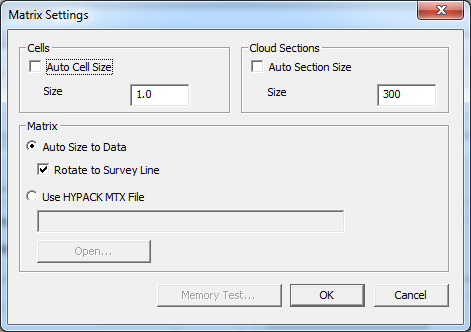 Matrix Settings
Cells
Auto Cell Size
Size 1.0
Cloud Sections
Auto Section Size
Size 300
Matrix
Auto Size to Data
Rotate to Survey Line
Use HYPACK MTX File
Open...
Memory Test... OK Cancel